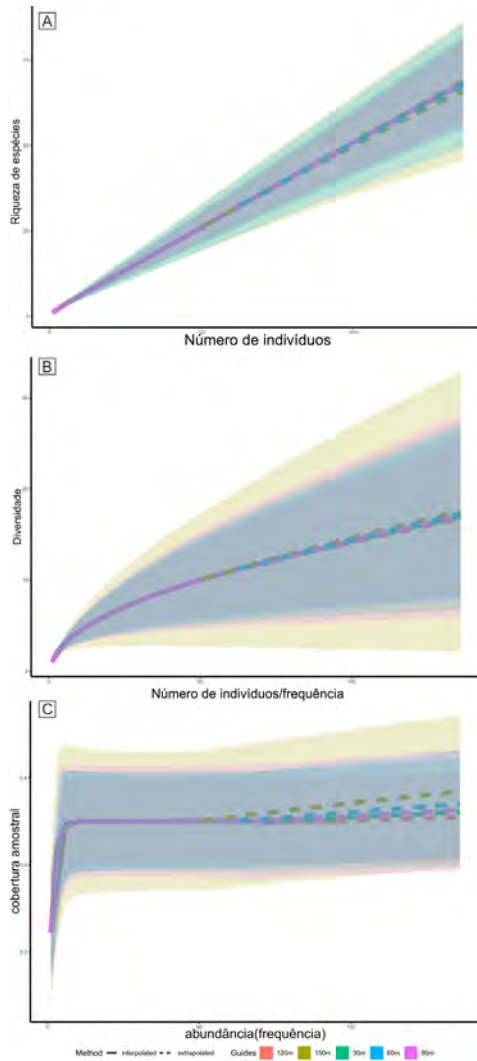 A
Riqueza de espécies
Número de indivíduos
B
Diversidade
Número de indivíduos/frequência
C
cobertura amostral
abundância(frequência)
Method interpolated extrapolated Guides 120m 150m 30m 60m 90m